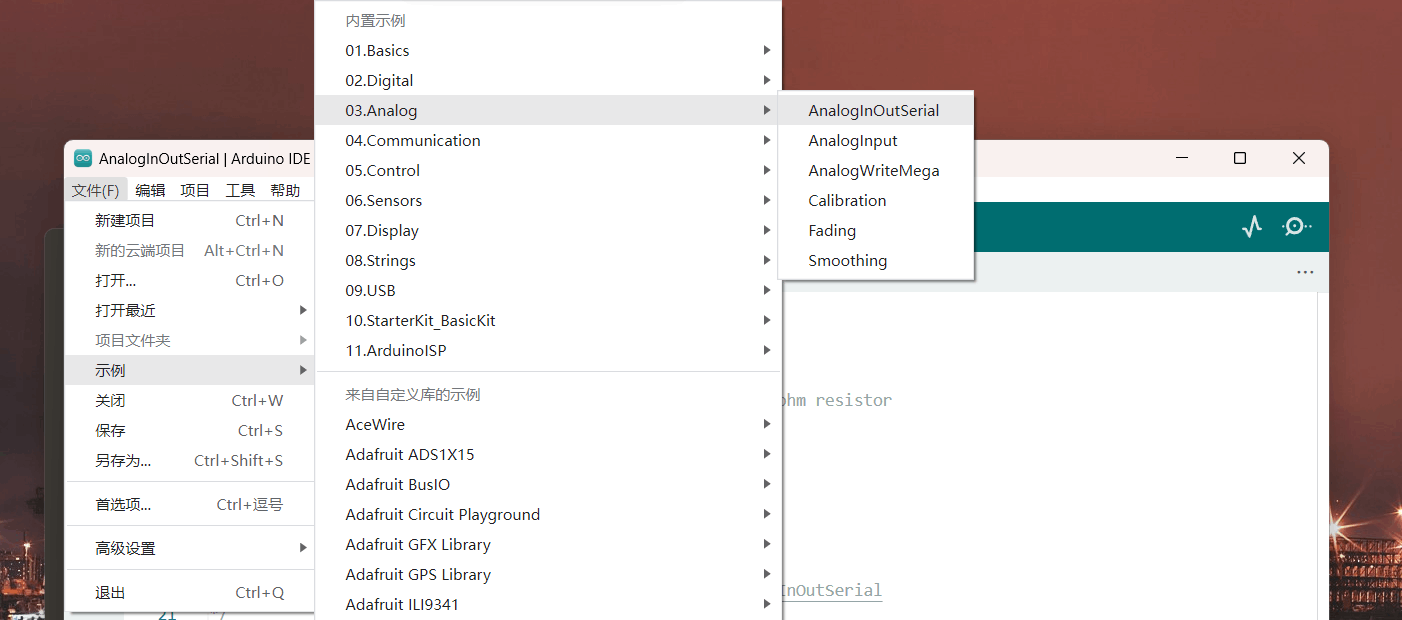 AnalogInOutSerial | Arduino IDE
文件(F) 编辑 项目 工具 帮助
新建项目 Ctrl+N
新的云端项目 Alt+Ctrl+N
打开... Ctrl+O
打开最近
项目文件夹
示例
关闭 Ctrl+W
保存 Ctrl+S
另存为... Ctrl+Shift+S
首选项... Ctrl+逗号
高级设置
退出 Ctrl+Q
内置示例
01.Basics
02.Digital
03.Analog
04.Communication
05.Control
06.Sensors
07.Display
08.Strings
09.USB
10.StarterKit_BasicKit
11.ArduinoISP
来自自定义库的示例
AceWire
Adafruit ADS1X15
Adafruit BusIO
Adafruit Circuit Playground
Adafruit GFX Library
Adafruit GPS Library
Adafruit ILI9341
AnalogInOutSerial
AnalogInput
AnalogWriteMega
Calibration
Fading
Smoothing
ohm resistor
InOutSerial
21